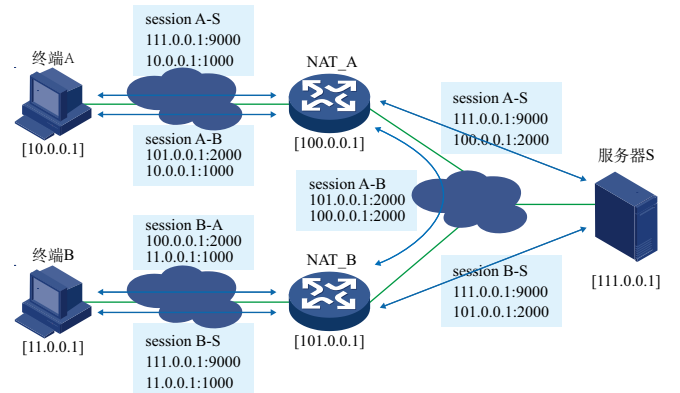 session A-S
111.0.0.1:9000
10.0.0.1:1000
终端A
[10.0.0.1]
session A-B
101.0.0.1:2000
10.0.0.1:1000
NAT_A
[100.0.0.1]
session A-S
111.0.0.1:9000
100.0.0.1:2000
服务器S
[111.0.0.1]
session A-B
101.0.0.1:2000
100.0.0.1:2000
session B-A
100.0.0.1:2000
11.0.0.1:1000
终端B
[11.0.0.1]
session B-S
111.0.0.1:9000
11.0.0.1:1000
NAT_B
[101.0.0.1]
session B-S
111.0.0.1:9000
101.0.0.1:2000